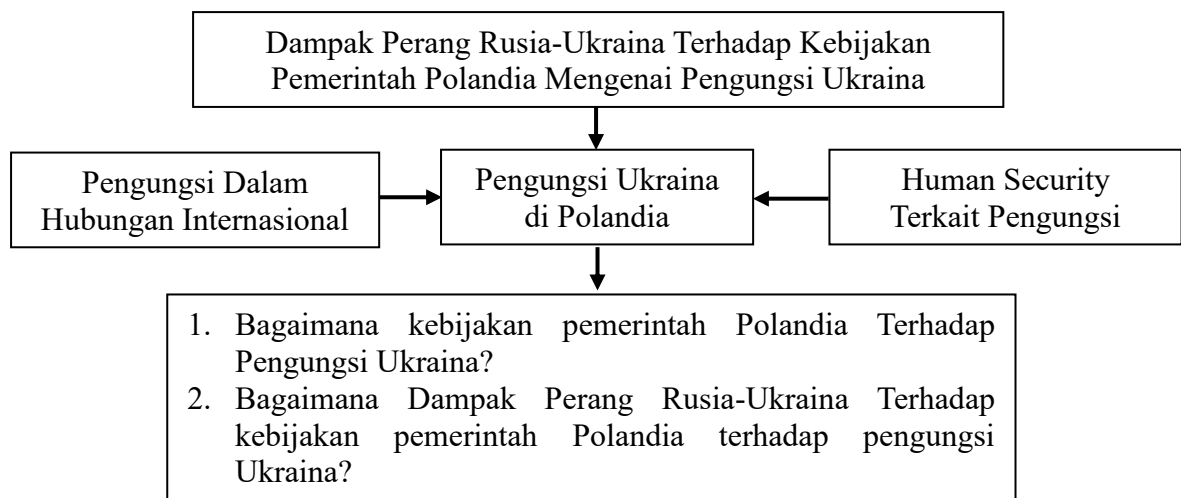 Dampak Perang Rusia-Ukraina Terhadap Kebijakan
Pemerintah Polandia Mengenai Pengungsi Ukraina
Pengungsi Dalam
Hubungan Internasional
Pengungsi Ukraina
di Polandia
Human Security
Terkait Pengungsi
1. Bagaimana kebijakan pemerintah Polandia Terhadap
Pengungsi Ukraina?
2. Bagaimana Dampak Perang Rusia-Ukraina Terhadap
kebijakan pemerintah Polandia terhadap pengungsi
Ukraina?